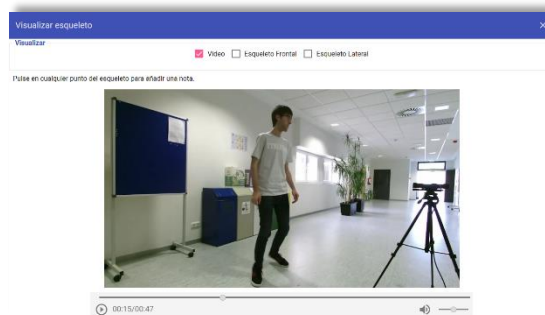 Visualizar esqueleto
Visualizar
Video Esqueleto Frontal Esqueleto Lateral
Pulse en cualquier punto del esqueleto para añadir una nota.
00:15/00:47